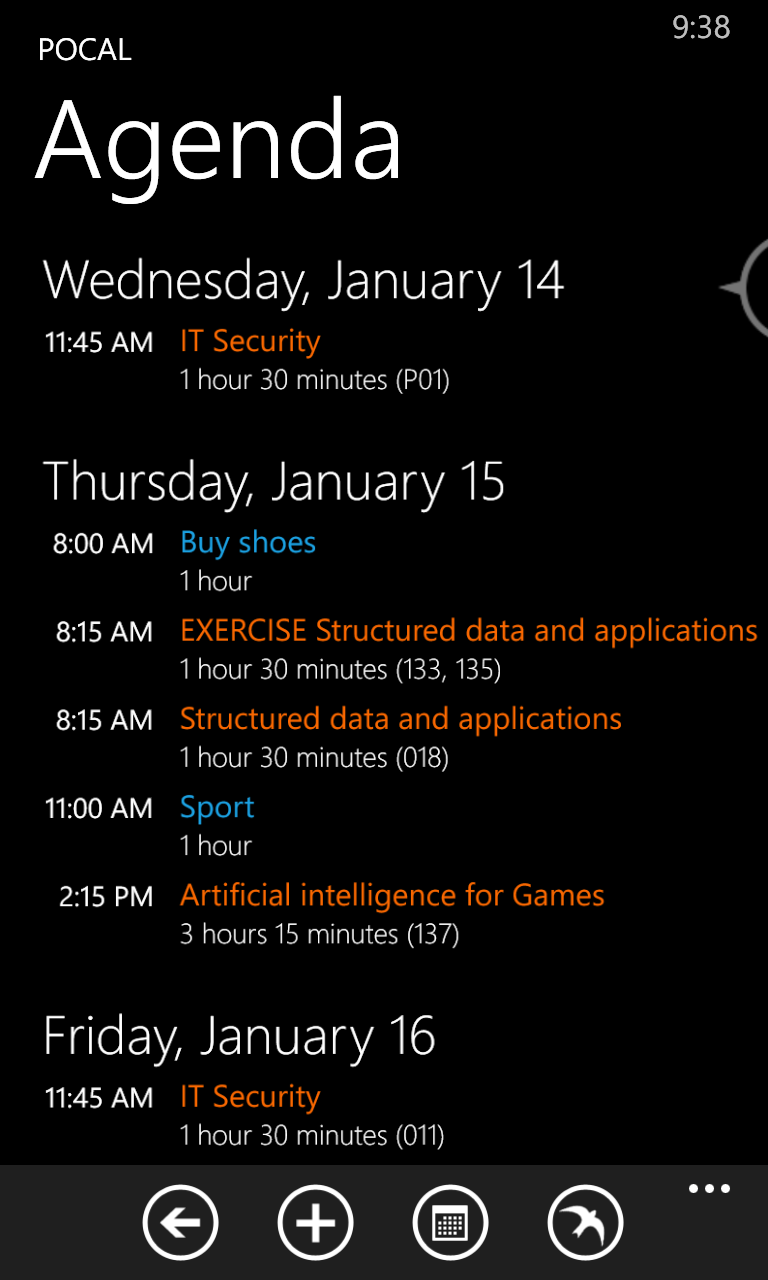 9:38
POCAL
Agenda
Wednesday, January 14
11:45 AM IT Security
1 hour 30 minutes (P01)
Thursday, January 15
8:00 AM Buy shoes
1 hour
8:15 AM EXERCISE Structured data and applications
1 hour 30 minutes (133, 135)
8:15 AM Structured data and applications
1 hour 30 minutes (018)
11:00 AM Sport
1 hour
2:15 PM Artificial intelligence for Games
3 hours 15 minutes (137)
Friday, January 16
11:45 AM IT Security
1 hour 30 minutes (011)